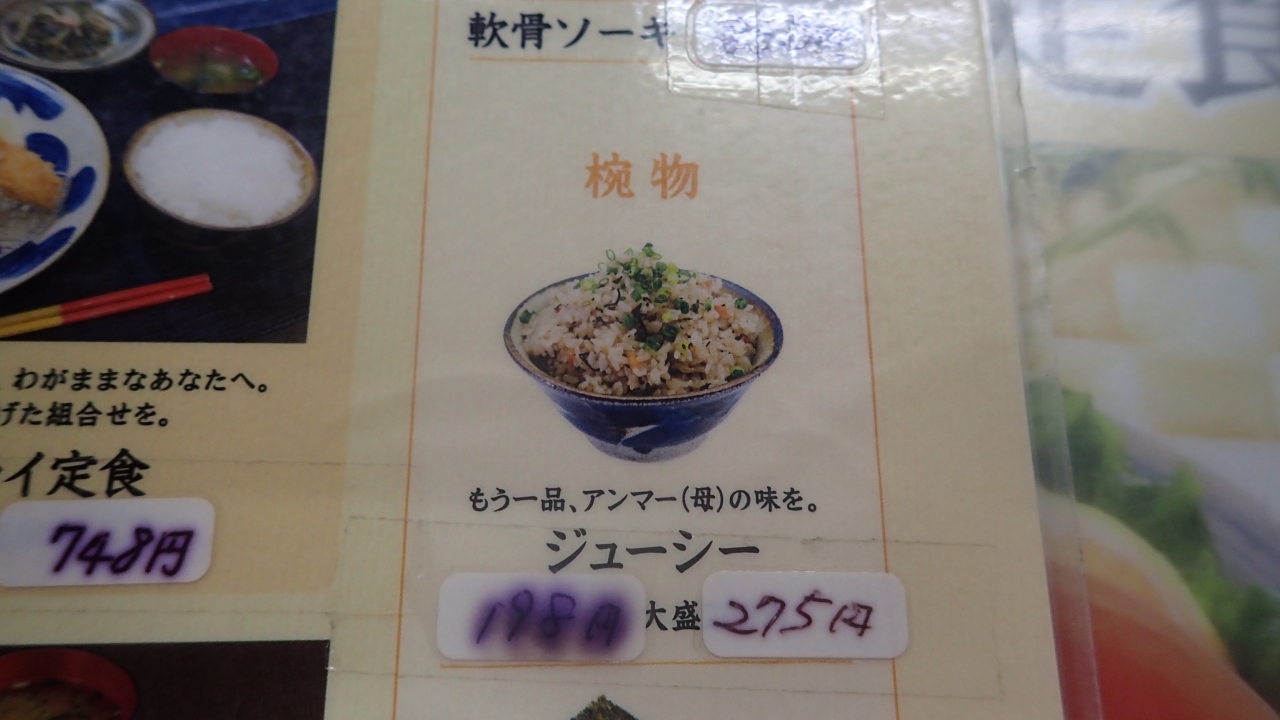 軟骨ソーキ
椀物
わがままなあなたへ。
げた組合せを。
イ定食
748円
もう一品、アンマー(母)の味を。
ジューシー
198円 大盛 275円